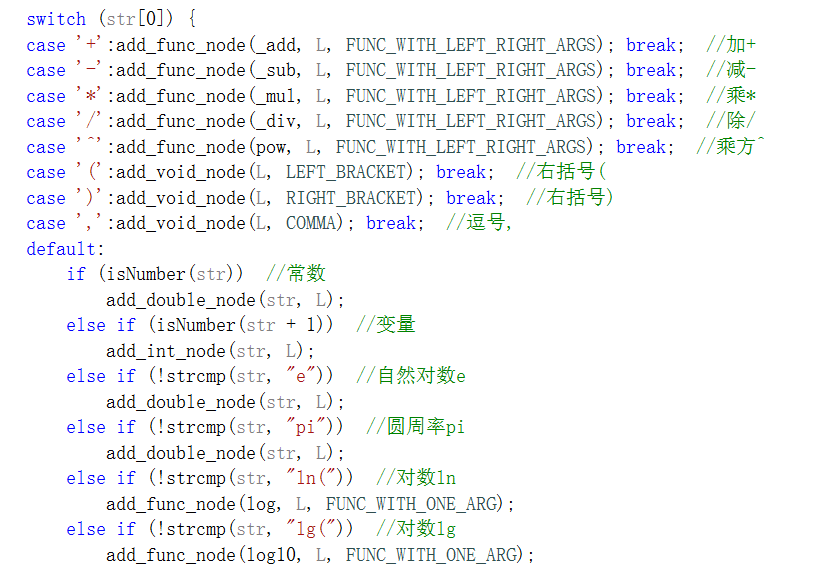 switch (str[0]) {
case '+':add_func_node(_add, L, FUNC_WITH_LEFT_RIGHT_ARGS); break;  //加+
case '-':add_func_node(_sub, L, FUNC_WITH_LEFT_RIGHT_ARGS); break;  //减-
case '*':add_func_node(_mul, L, FUNC_WITH_LEFT_RIGHT_ARGS); break;  //乘*
case '/':add_func_node(_div, L, FUNC_WITH_LEFT_RIGHT_ARGS); break;  //除/
case '^':add_func_node(pow, L, FUNC_WITH_LEFT_RIGHT_ARGS); break;  //乘方^
case '(':add_void_node(L, LEFT_BRACKET); break;  //右括号(
case ')':add_void_node(L, RIGHT_BRACKET); break;  //右括号)
case ',':add_void_node(L, COMMA); break;  //逗号,
default:
    if (isNumber(str))  //常数
        add_double_node(str, L);
    else if (isNumber(str + 1))  //变量
        add_int_node(str, L);
    else if (!strcmp(str, "e"))  //自然对数e
        add_double_node(str, L);
    else if (!strcmp(str, "pi"))  //圆周率pi
        add_double_node(str, L);
    else if (!strcmp(str, "ln("))  //对数ln
        add_func_node(log, L, FUNC_WITH_ONE_ARG);
    else if (!strcmp(str, "lg("))  //对数lg
        add_func_node(log10, L, FUNC_WITH_ONE_ARG);